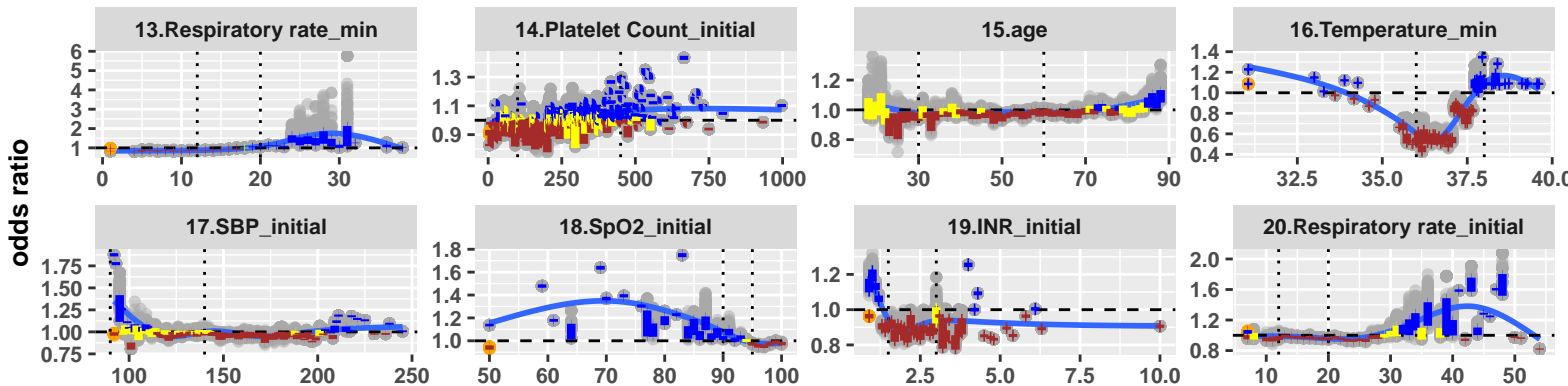 13.Respiratory rate_min
14.Platelet Count_initial
15.age
16.Temperature_min
6
5
4
3
2
1
0 10 20 30
1.3
1.1
0.9
0 250 500 750 1000
1.2
1.0
0.8
30 50 70 90
1.4
1.2
1.0
0.8
0.6
0.4
32.5 35.0 37.5 40.0
odds ratio
17.SBP_initial
18.SpO2_initial
19.INR_initial
20.Respiratory rate_initial
1.75
1.50
1.25
1.00
0.75
100 150 200 250
1.8
1.6
1.4
1.2
1.0
50 60 70 80 90 100
1.2
1.0
0.8
2.5 5.0 7.5 10.0
2.0
1.6
1.2
0.8
10 20 30 40 50